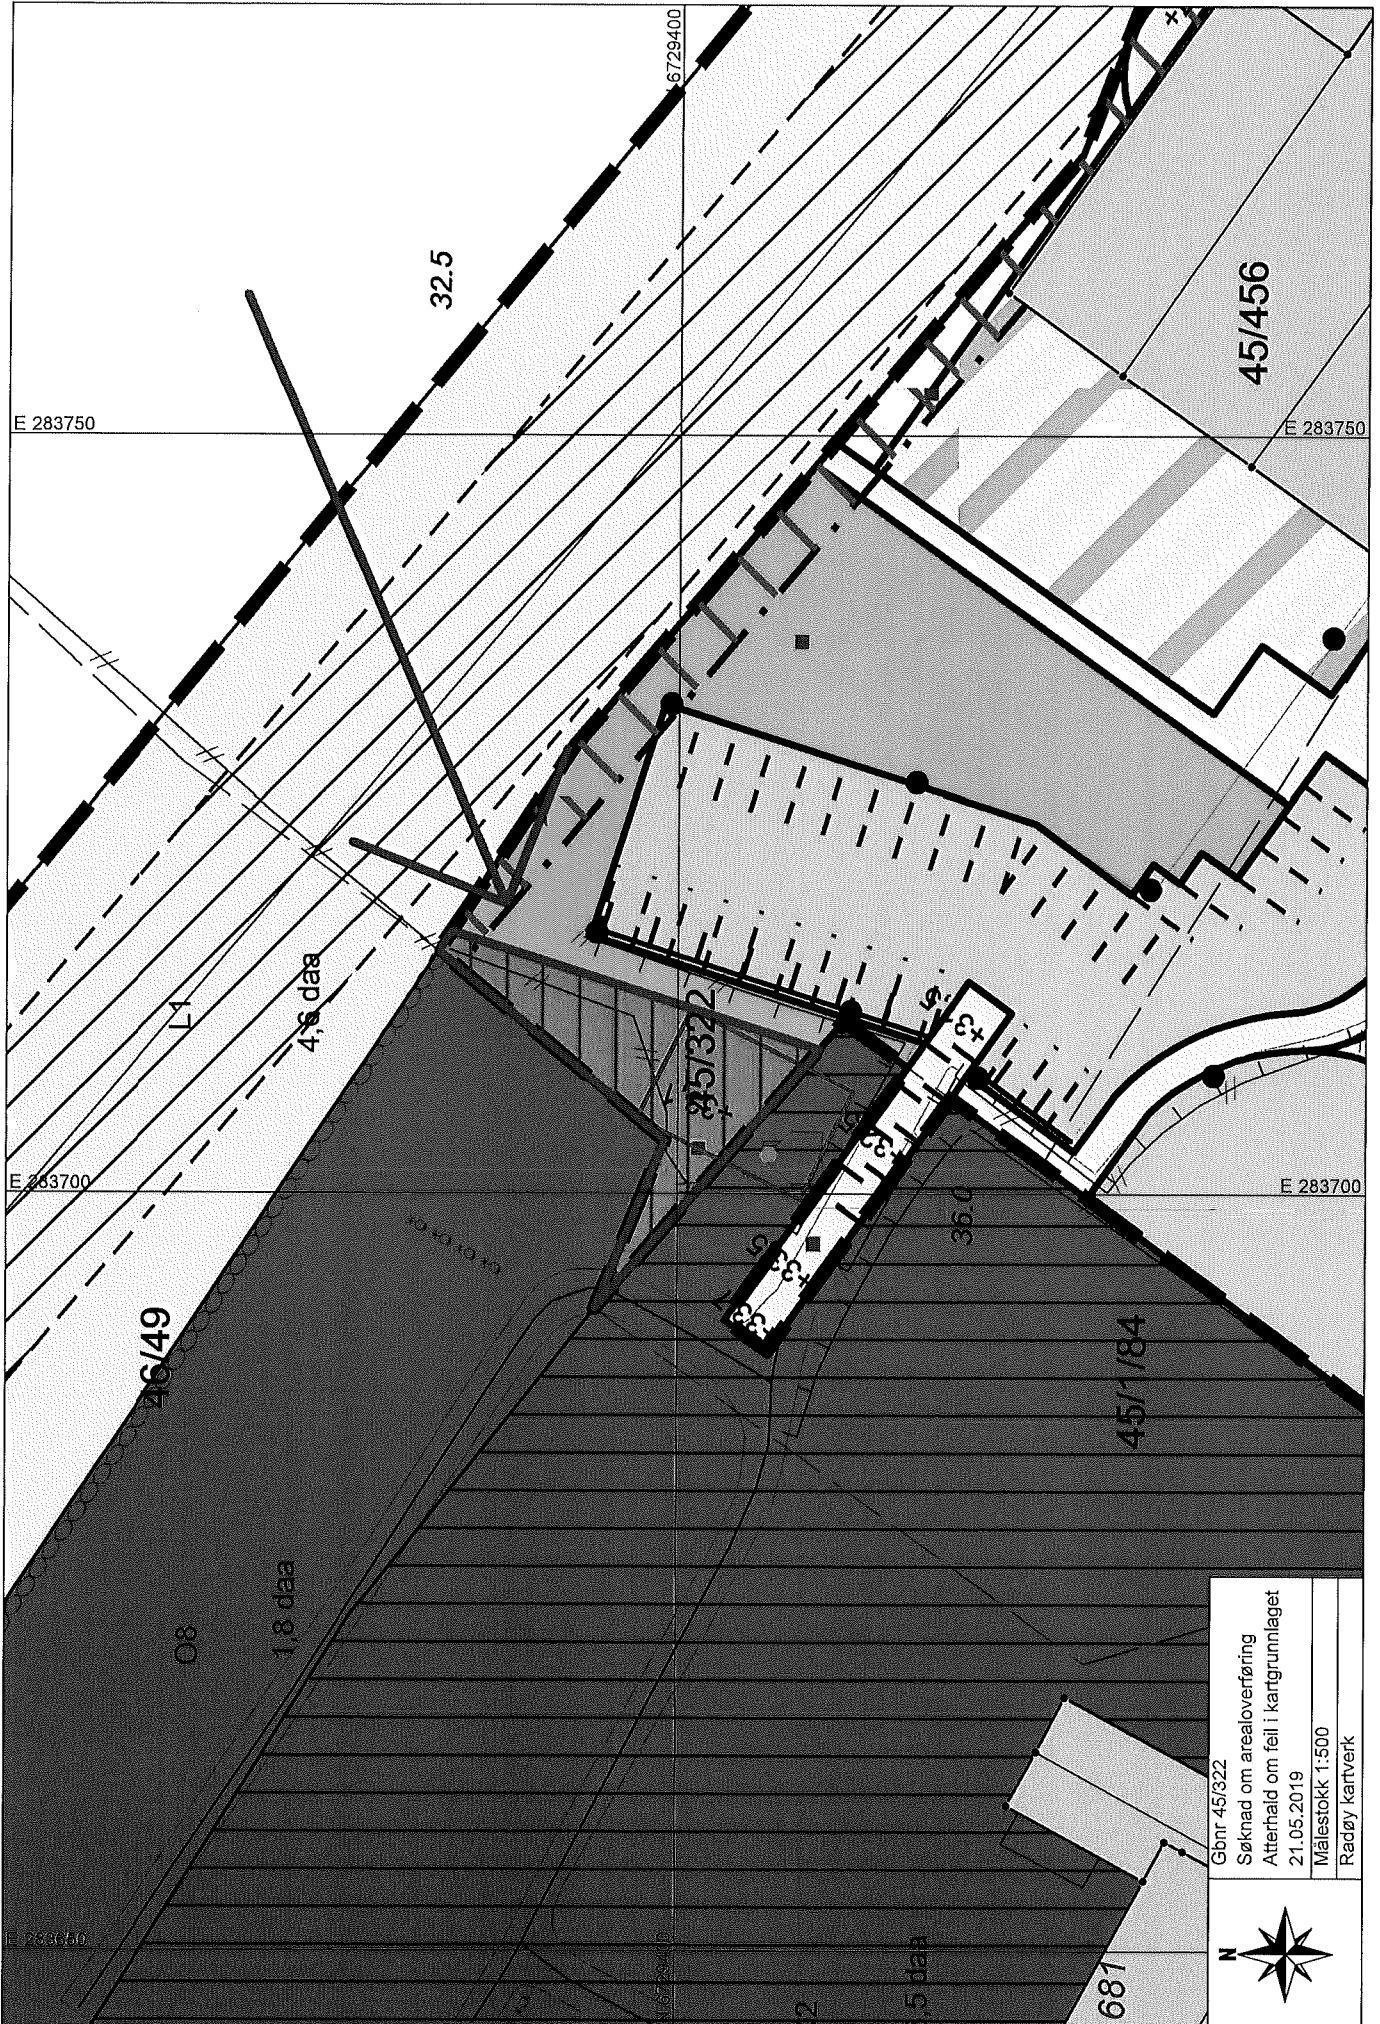 6729400
32.5
E 283750
E 283750
45/456
L1
4,6 daa
45/322
E 283700
E 283700
36.0
46/49
45/1/84
O8
1,8 daa
Gbnr 45/322
Søknad om arealoverføring
Atterhald om feil i kartgrunnlaget
21.05.2019
Målestokk 1:500
Radøy kartverk
N
E 283650
681